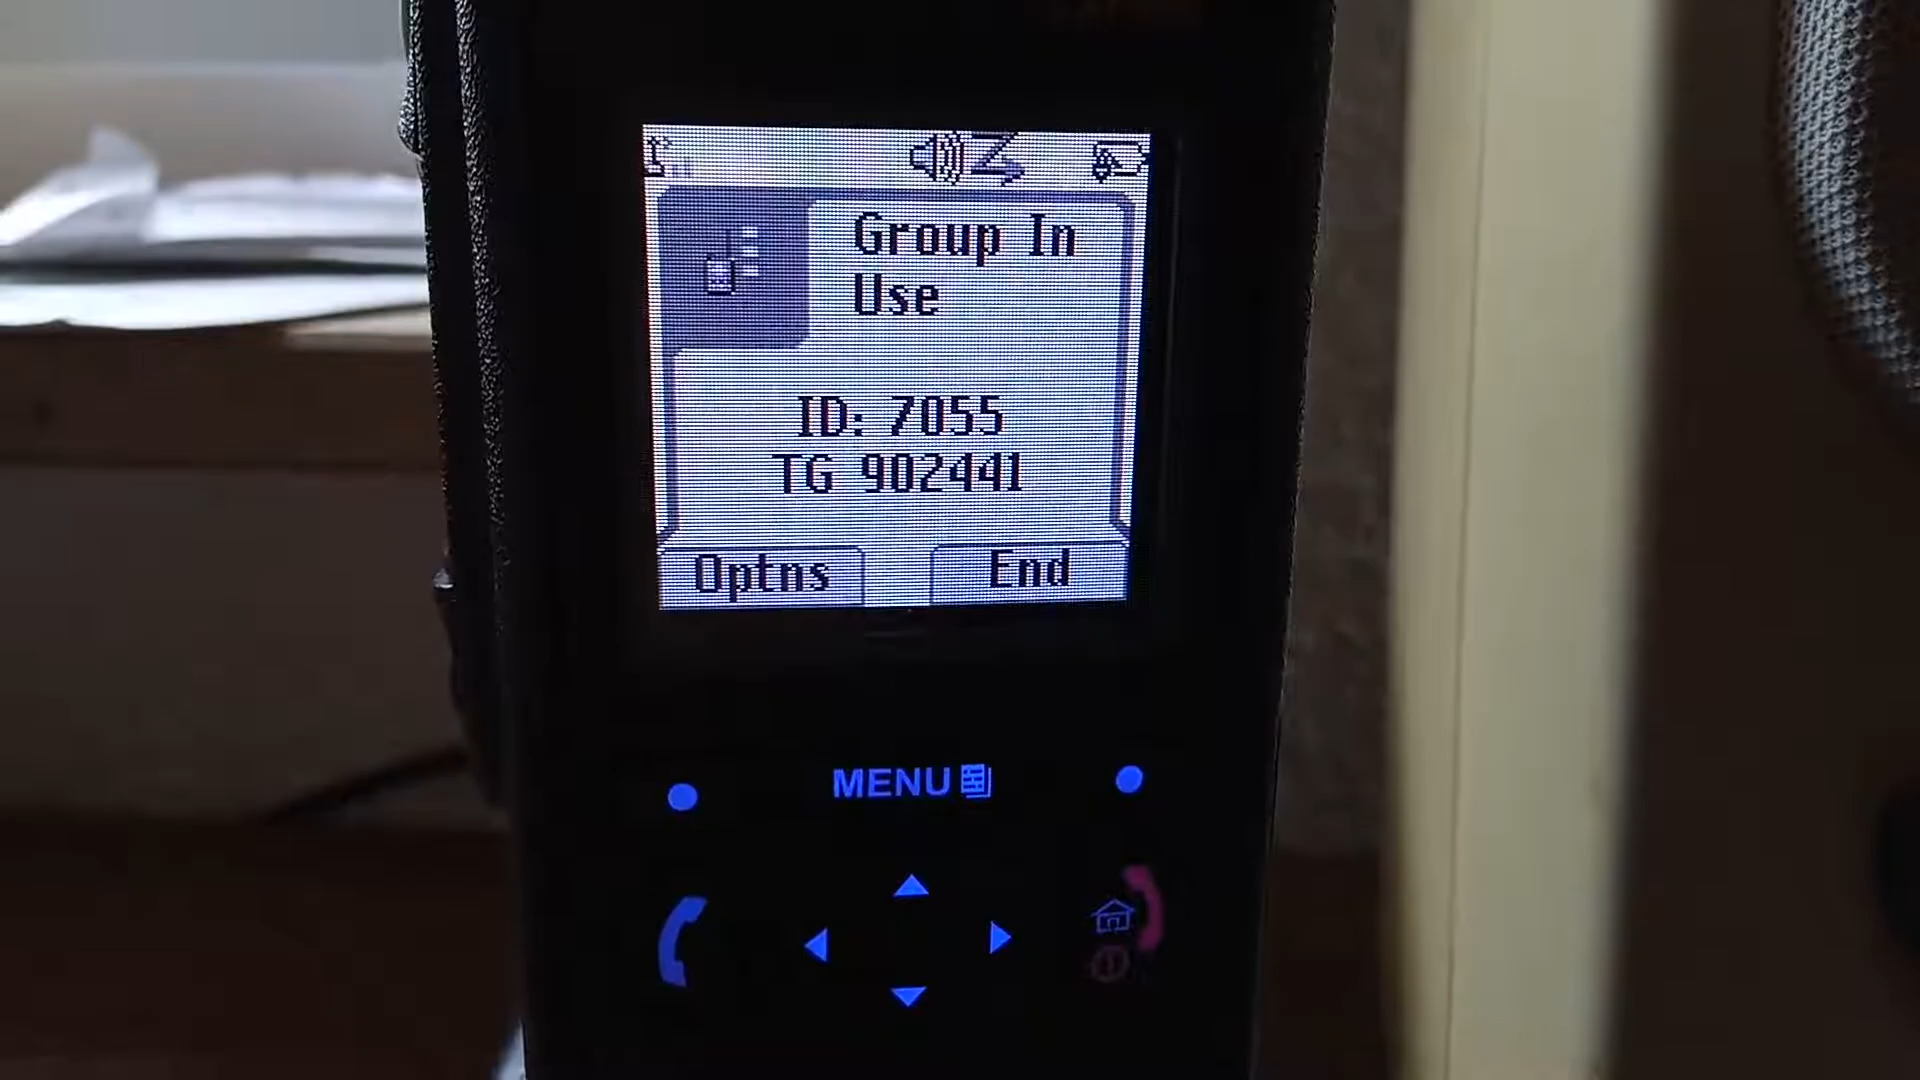 Group In
Use
ID: 7055
TG 902441
Optns
End
MENU